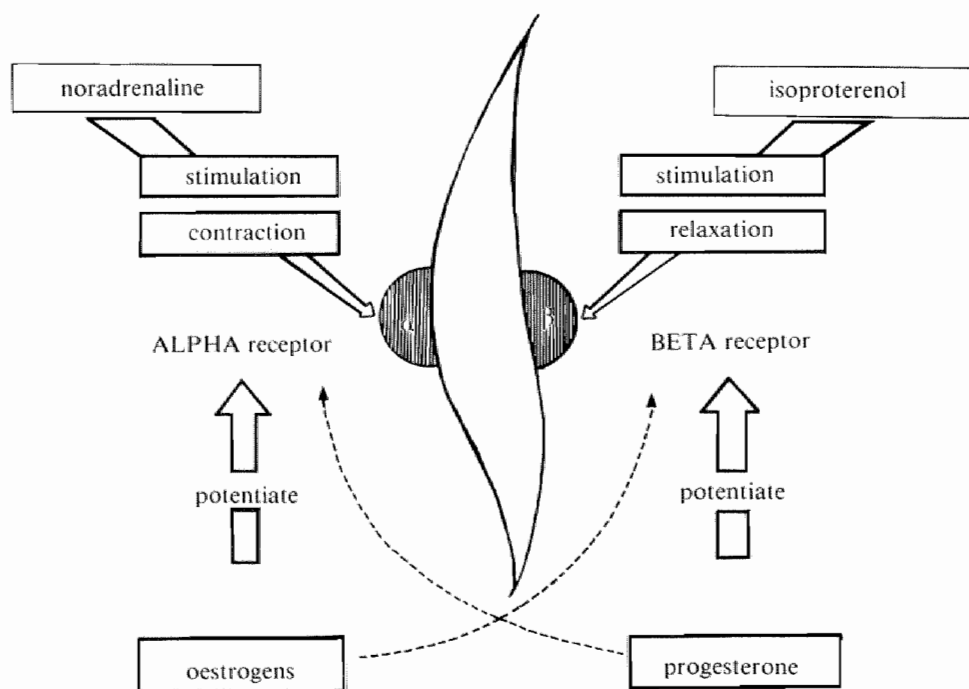 noradrenaline
isoproterenol
stimulation
stimulation
contraction
relaxation
α
β
ALPHA receptor
BETA receptor
potentiate
potentiate
oestrogens
progesterone